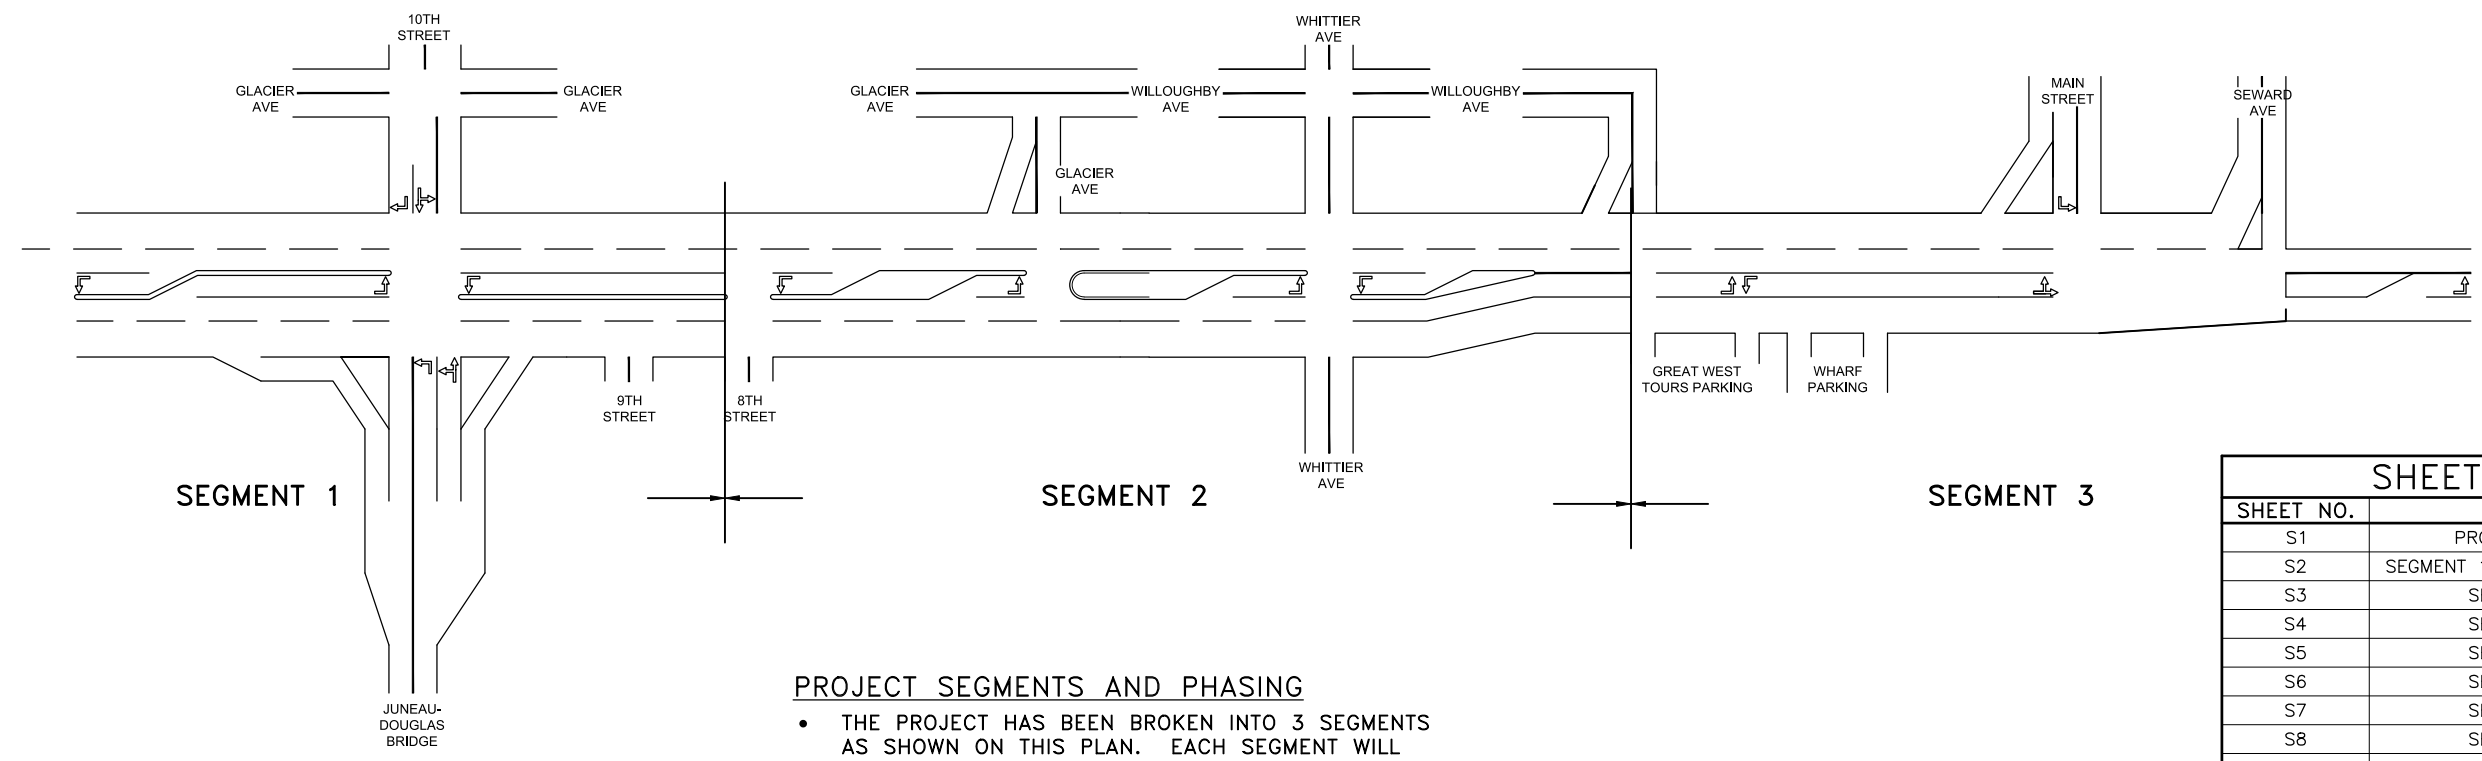 10TH
STREET
WHITTIER
AVE
GLACIER
AVE
GLACIER
AVE
GLACIER
AVE
WILLOUGHBY
AVE
WILLOUGHBY
AVE
MAIN
STREET
SEWARD
AVE
GLACIER
AVE
9TH
STREET
8TH
STREET
GREAT WEST
TOURS PARKING
WHARF
PARKING
WHITTIER
AVE
SEGMENT 1
SEGMENT 2
SEGMENT 3
JUNEAU-
DOUGLAS
BRIDGE
PROJECT SEGMENTS AND PHASING
• THE PROJECT HAS BEEN BROKEN INTO 3 SEGMENTS
AS SHOWN ON THIS PLAN. EACH SEGMENT WILL
SHEET
SHEET NO.
S1
S2 SEGMENT
S3
S4
S5
S6
S7
S8